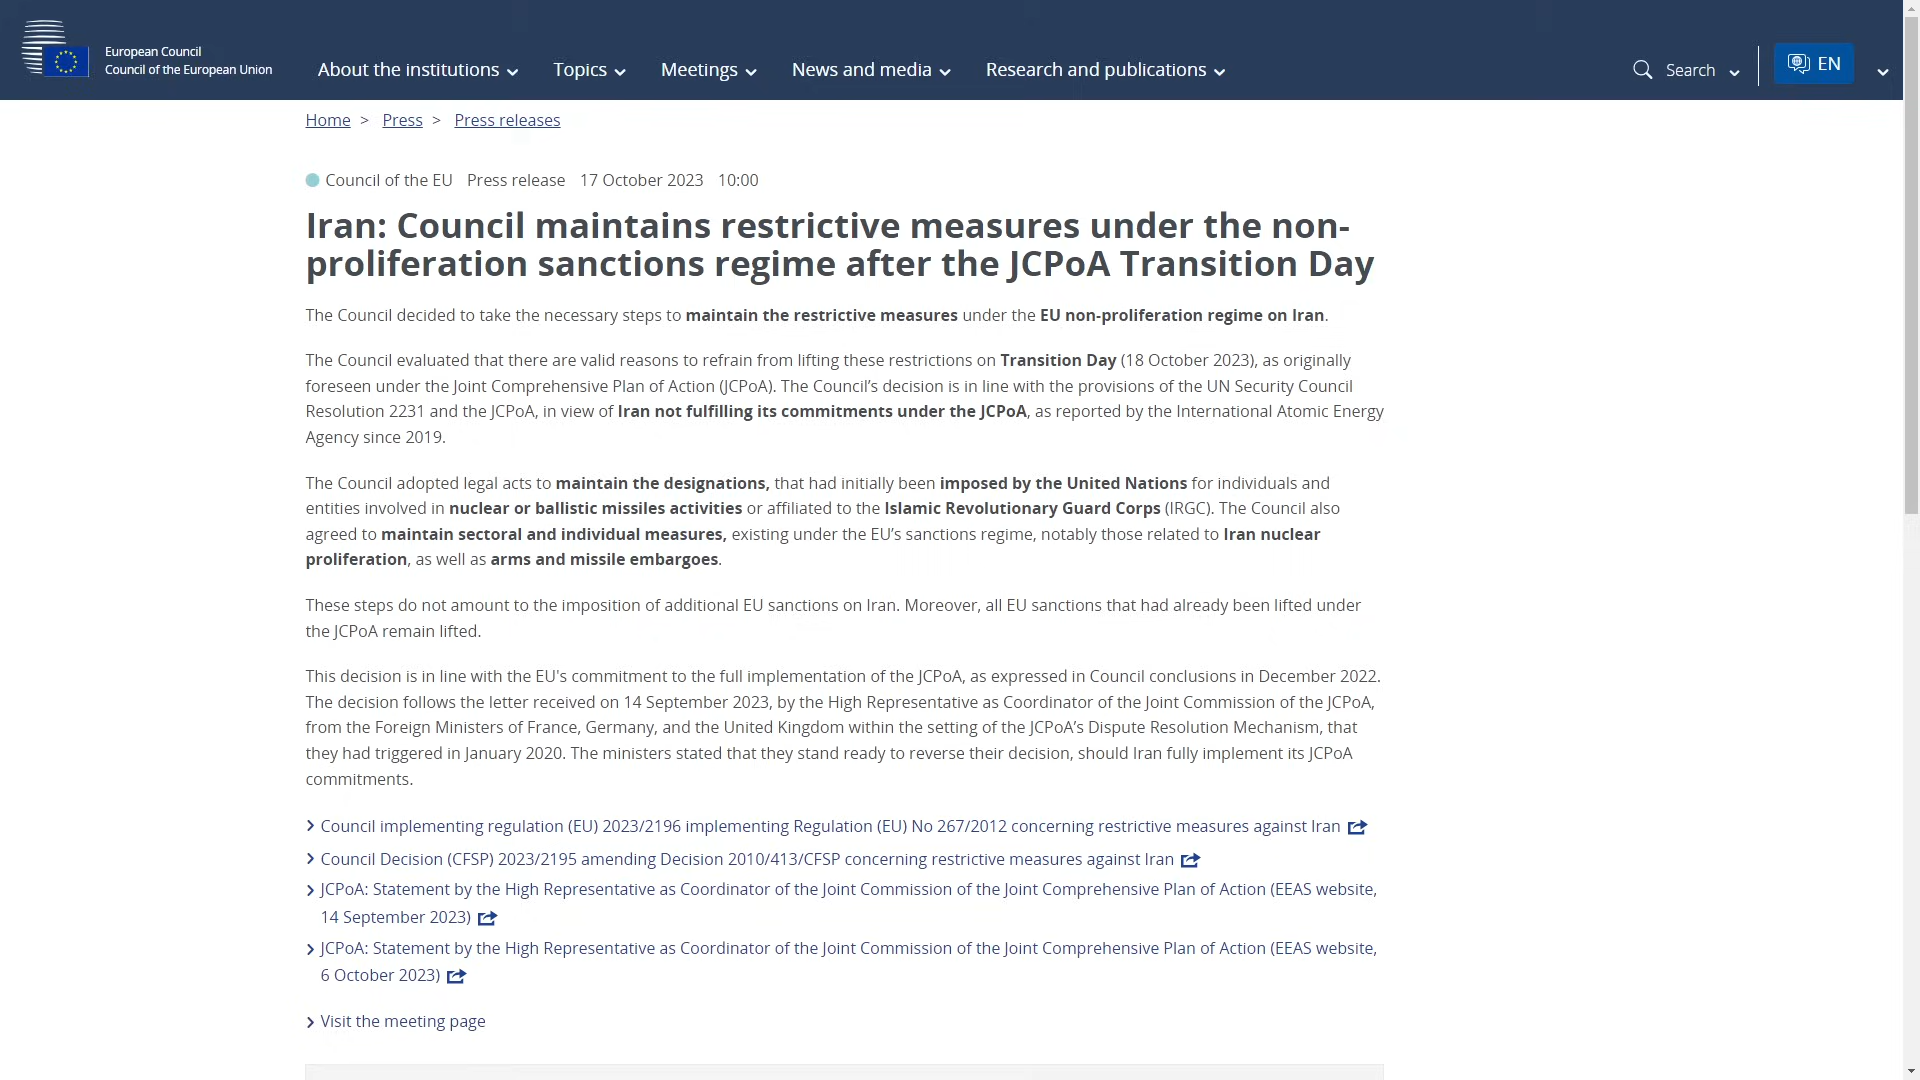 European Council
Council of the European Union
About the institutions
Topics
Meetings
News and media
Research and publications
Search
EN
Home > Press > Press releases
Council of the EU Press release 17 October 2023 10:00
Iran: Council maintains restrictive measures under the non-
proliferation sanctions regime after the JCPoA Transition Day
The Council decided to take the necessary steps to maintain the restrictive measures under the EU non-proliferation regime on Iran.
The Council evaluated that there are valid reasons to refrain from lifting these restrictions on Transition Day (18 October 2023), as originally
foreseen under the Joint Comprehensive Plan of Action (JCPoA). The Council’s decision is in line with the provisions of the UN Security Council
Resolution 2231 and the JCPoA, in view of Iran not fulfilling its commitments under the JCPoA, as reported by the International Atomic Energy
Agency since 2019.
The Council adopted legal acts to maintain the designations, that had initially been imposed by the United Nations for individuals and
entities involved in nuclear or ballistic missiles activities or affiliated to the Islamic Revolutionary Guard Corps (IRGC). The Council also
agreed to maintain sectoral and individual measures, existing under the EU’s sanctions regime, notably those related to Iran nuclear
proliferation, as well as arms and missile embargoes.
These steps do not amount to the imposition of additional EU sanctions on Iran. Moreover, all EU sanctions that had already been lifted under
the JCPoA remain lifted.
This decision is in line with the EU's commitment to the full implementation of the JCPoA, as expressed in Council conclusions in December 2022.
The decision follows the letter received on 14 September 2023, by the High Representative as Coordinator of the Joint Commission of the JCPoA,
from the Foreign Ministers of France, Germany, and the United Kingdom within the setting of the JCPoA’s Dispute Resolution Mechanism, that
they had triggered in January 2020. The ministers stated that they stand ready to reverse their decision, should Iran fully implement its JCPoA
commitments.
Council implementing regulation (EU) 2023/2196 implementing Regulation (EU) No 267/2012 concerning restrictive measures against Iran
Council Decision (CFSP) 2023/2195 amending Decision 2010/413/CFSP concerning restrictive measures against Iran
JCPoA: Statement by the High Representative as Coordinator of the Joint Commission of the Joint Comprehensive Plan of Action (EEAS website,
14 September 2023)
JCPoA: Statement by the High Representative as Coordinator of the Joint Commission of the Joint Comprehensive Plan of Action (EEAS website,
6 October 2023)
Visit the meeting page